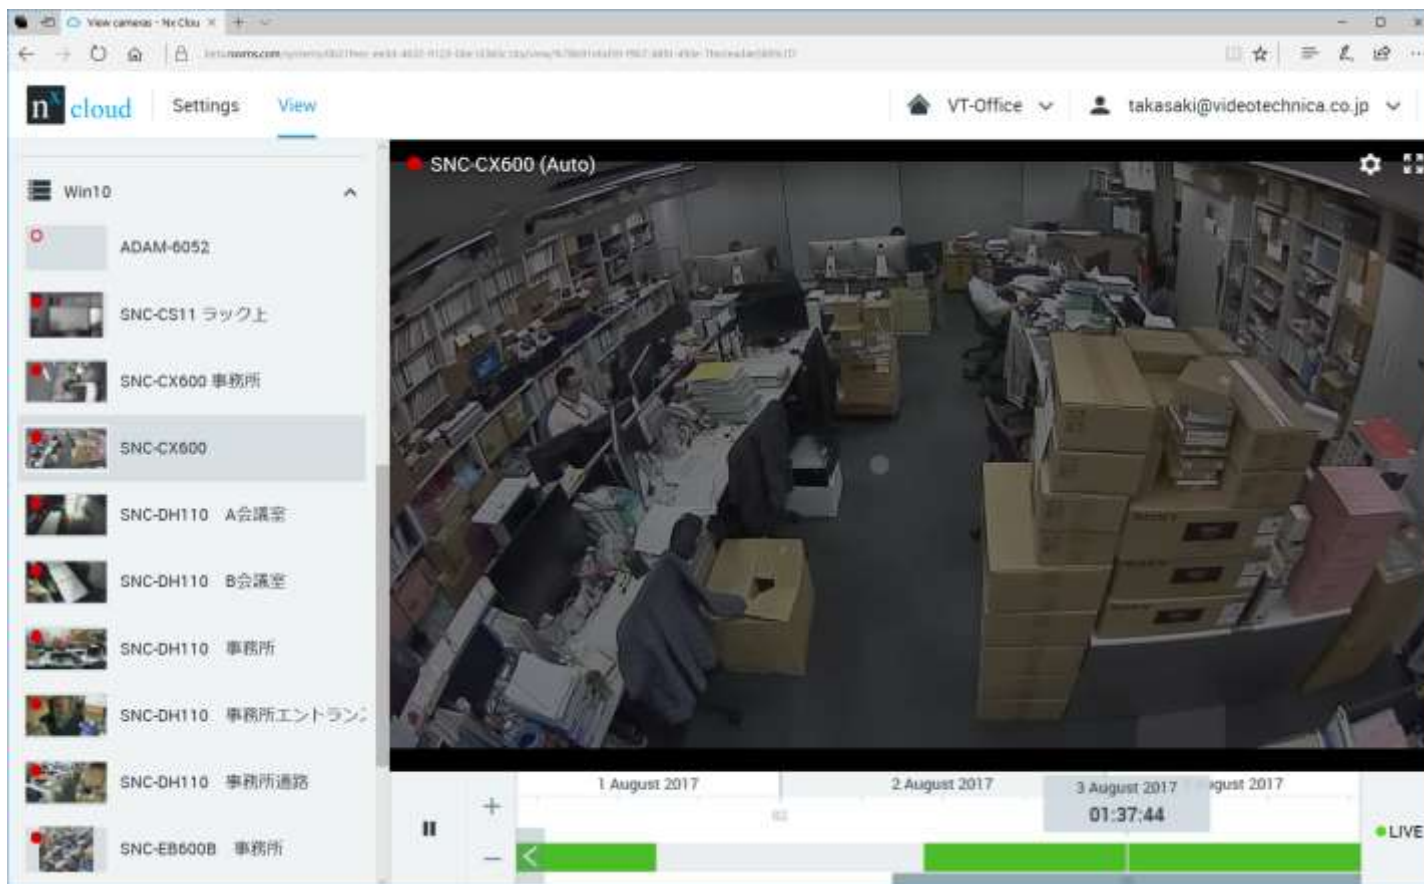 View cameras - Nx Clou
nx cloud
Settings
View
VT-Office
takasaki@videotechnica.co.jp
Win10
ADAM-6052
SNC-CS11 ラック上
SNC-CX600 事務所
SNC-CX600
SNC-DH110 A会議室
SNC-DH110 B会議室
SNC-DH110 事務所
SNC-DH110 事務所エントランス
SNC-DH110 事務所通路
SNC-EB600B 事務所
SNC-CX600 (Auto)
1 August 2017
2 August 2017
3 August 2017
gust 2017
01:37:44
LIVE